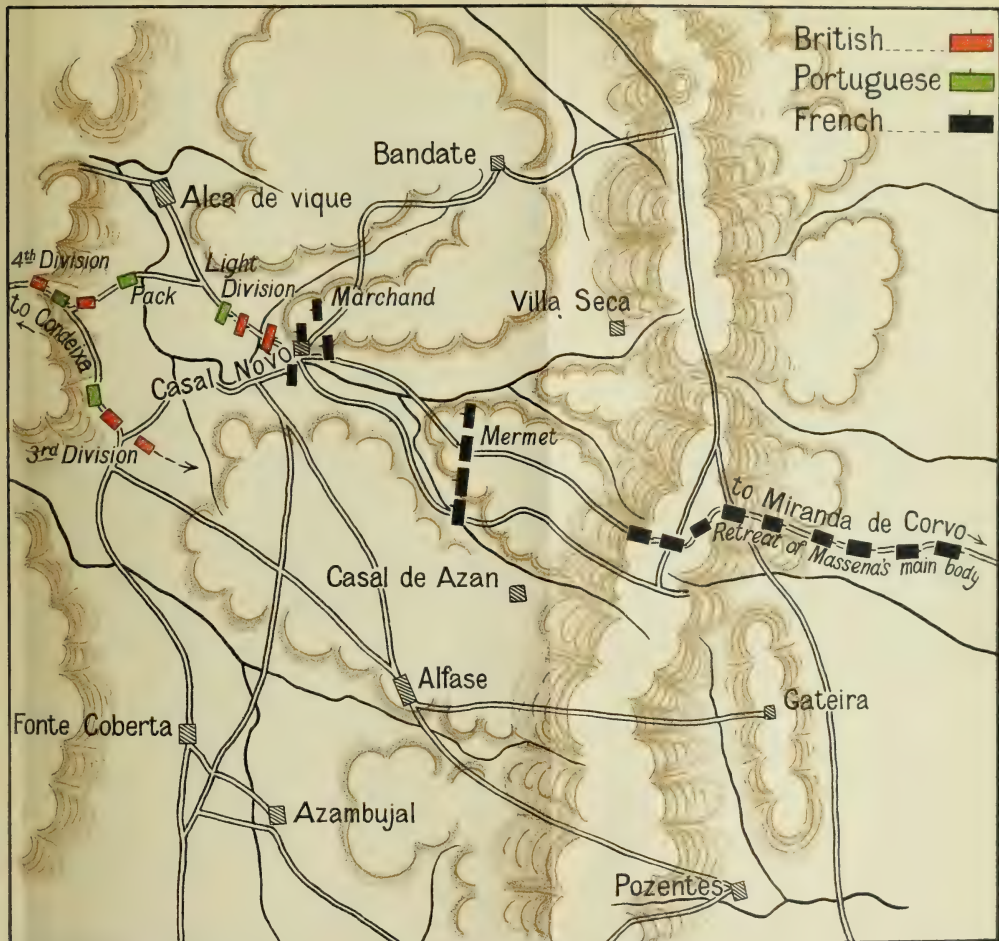 British
Portuguese
French
Bandate
Alca de vique
4th Division
Light
Division
Pack
Marchand
to Condeixa
Villa Seca
Casal Novo
Mermet
3rd Division
to Miranda de Corvo
Retreat of Massena's main body
Casal de Azan
Alfase
Gateira
Fonte Coberta
Azambujal
Pozentes